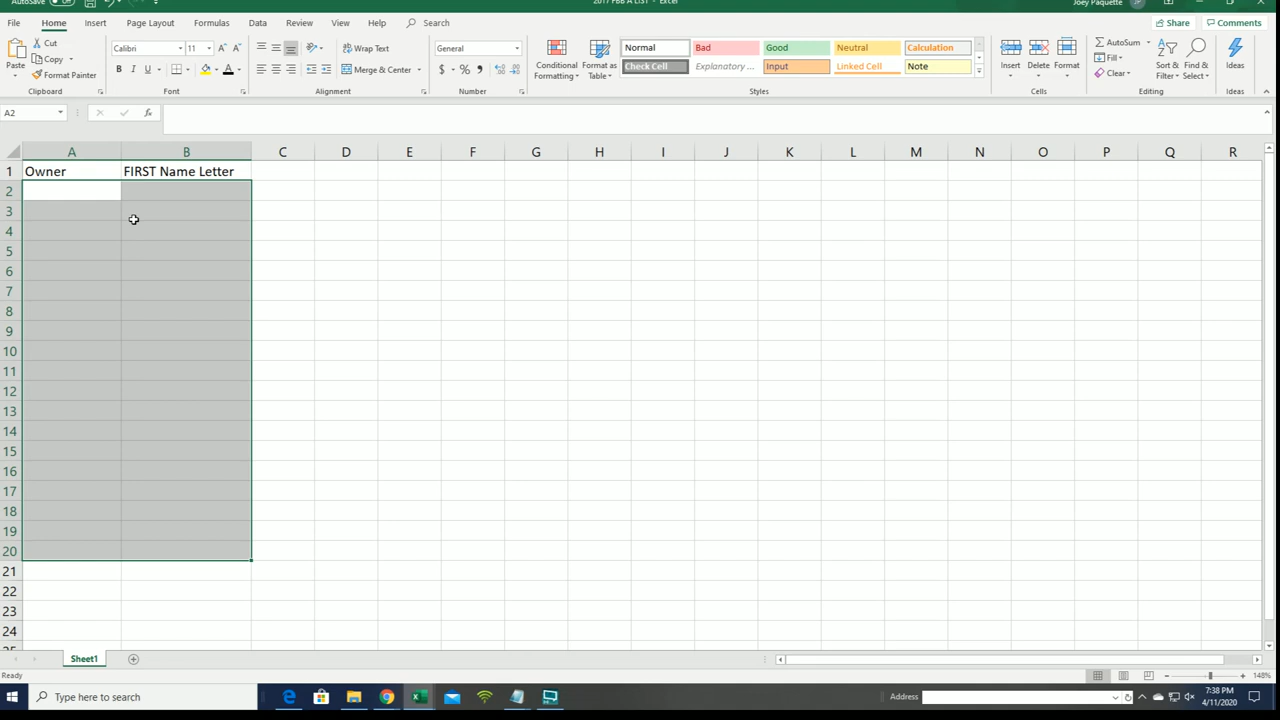 AutoSave Off 2017 FBB A LIST - Excel Joey Paquette JP
File Home Insert Page Layout Formulas Data Review View Help Search Share Comments
Paste Cut Calibri 11 Wrap Text General Conditional Formatting Format as Table Normal Bad Good Neutral Calculation Insert Delete Format AutoSum Sort & Filter Find & Select Ideas
Copy Merge & Center Check Cell Explanatory ... Input Linked Cell Note Fill
Format Painter Clear
Clipboard Font Alignment Number Styles Cells Editing Ideas
A2
A B C D E F G H I J K L M N O P Q R
1 Owner FIRST Name Letter
2
3
4
5
6
7
8
9
10
11
12
13
14
15
16
17
18
19
20
21
22
23
24
Sheet1
Ready 148%
Type here to search Address 7:38 PM
4/11/2020